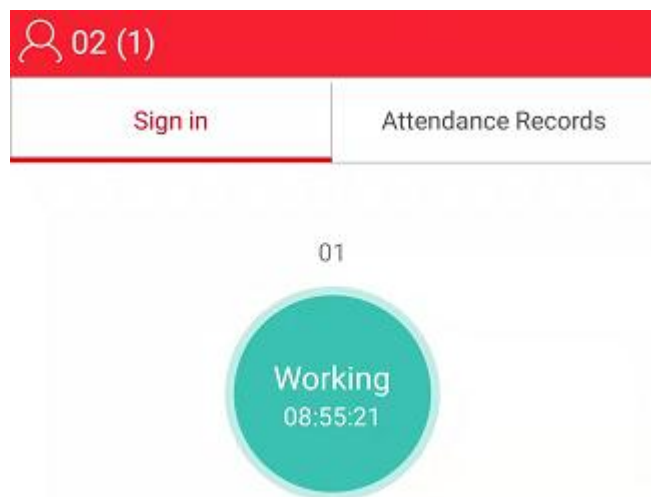 02 (1)
Sign in
Attendance Records
01
Working
08:55:21